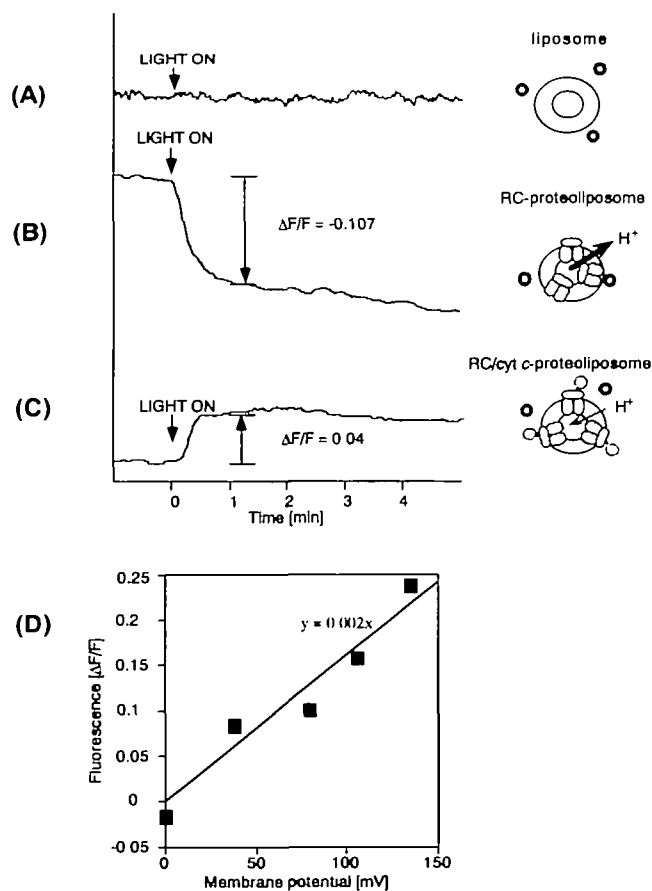 (A)
LIGHT ON
liposome
(B)
LIGHT ON
ΔF/F = -0.107
RC-proteoliposome
H+
(C)
LIGHT ON
ΔF/F = 0 04
RC/cyt c-proteoliposome
H+
0 1 2 3 4
Time [min]
(D)
Fluorescence [ΔF/F]
0.25
0.2
0.15
0.1
0.05
0
-0 05
y = 0 002x
0 50 100 150
Membrane potential [mV]